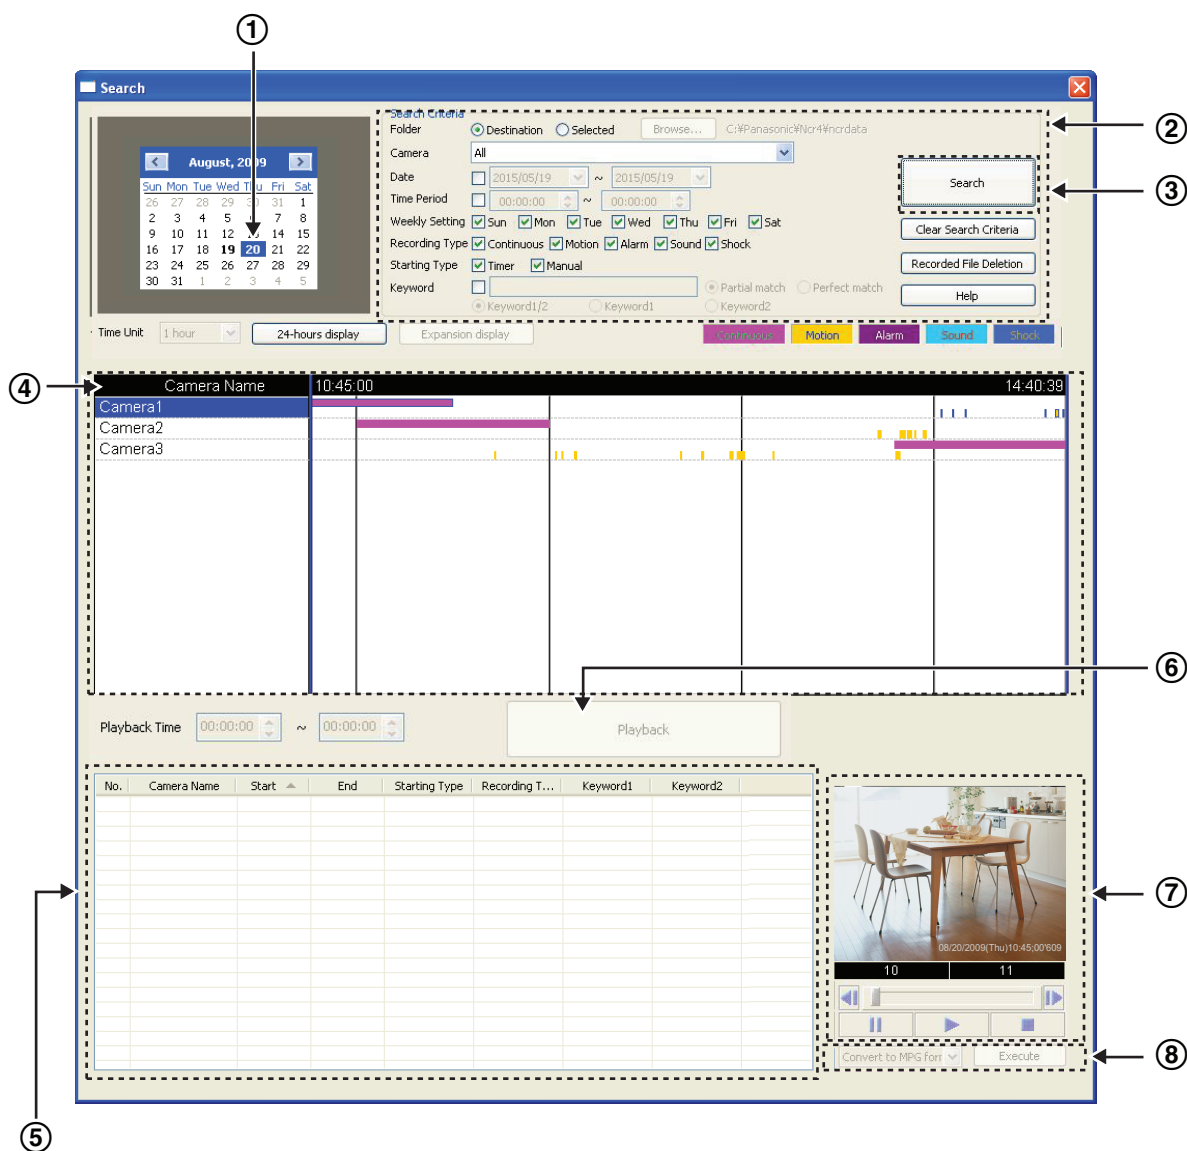 ①
Search
②
Search Criteria
Folder Destination Selected Browse... C:¥Panasonic¥Ncr4¥ncrdata
Camera All
Date 2015/05/19 ~ 2015/05/19
Time Period 00:00:00 ~ 00:00:00
Weekly Setting Sun Mon Tue Wed Thu Fri Sat
Recording Type Continuous Motion Alarm Sound Shock
Starting Type Timer Manual
Keyword Partial match Perfect match
Keyword1/2 Keyword1 Keyword2
Search
③
Clear Search Criteria
Recorded File Deletion
Help
August, 2009
Sun Mon Tue Wed Thu Fri Sat
26 27 28 29 30 31 1
2 3 4 5 6 7 8
9 10 11 12 13 14 15
16 17 18 19 20 21 22
23 24 25 26 27 28 29
30 31 1 2 3 4 5
Time Unit 1 hour 24-hours display Expansion display Continuous Motion Alarm Sound Shock
④
Camera Name 10:45:00 14:40:39
Camera1
Camera2
Camera3
⑥
Playback Time 00:00:00 ~ 00:00:00 Playback
No. Camera Name Start End Starting Type Recording T... Keyword1 Keyword2
⑦
08/20/2009(Thu)10:45;00'609
10 11
Convert to MPG forr Execute
⑧
⑤